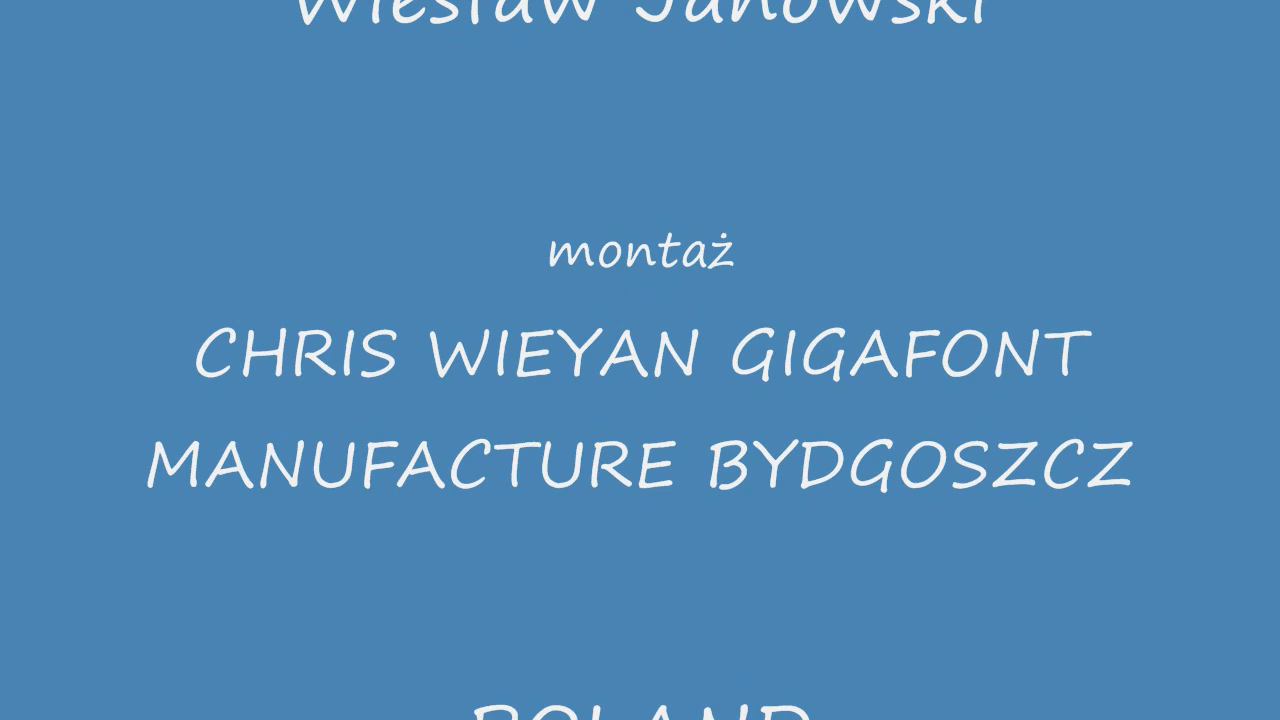 Wiesław Janowski
montaż
CHRIS WIEYAN GIGAFONT
MANUFACTURE BYDGOSZCZ
POLAND